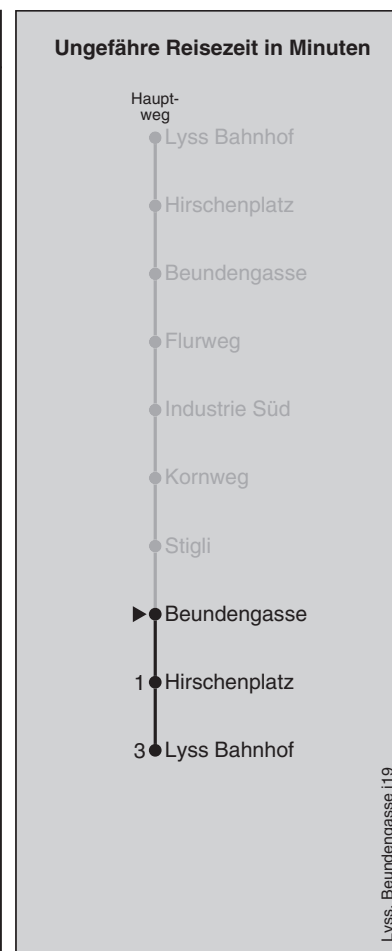 Ungefähre Reisezeit in Minuten
Haupt-
weg
Lyss Bahnhof
Hirschenplatz
Beundengasse
Flurweg
Industrie Süd
Kornweg
Stigli
Beundengasse
1 Hirschenplatz
3 Lyss Bahnhof
Lyss, Beundengasse j19